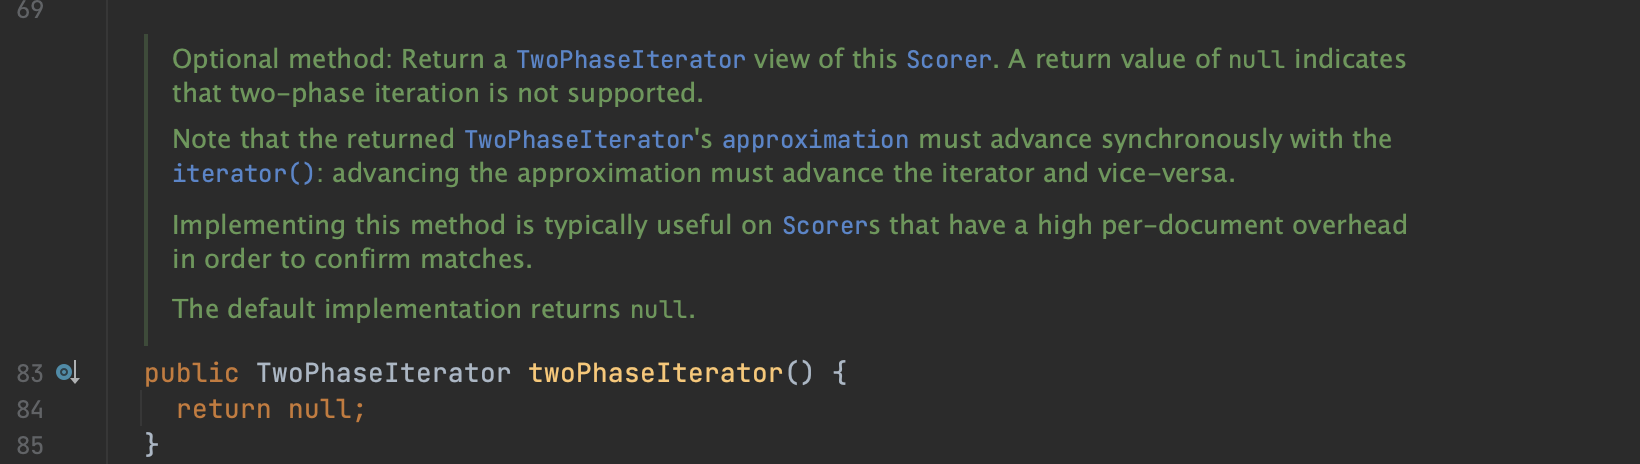 69
Optional method: Return a TwoPhaseIterator view of this Scorer. A return value of null indicates
that two-phase iteration is not supported.
Note that the returned TwoPhaseIterator's approximation must advance synchronously with the
iterator(): advancing the approximation must advance the iterator and vice-versa.
Implementing this method is typically useful on Scorers that have a high per-document overhead
in order to confirm matches.
The default implementation returns null.
83 public TwoPhaseIterator twoPhaseIterator() {
84 return null;
85 }